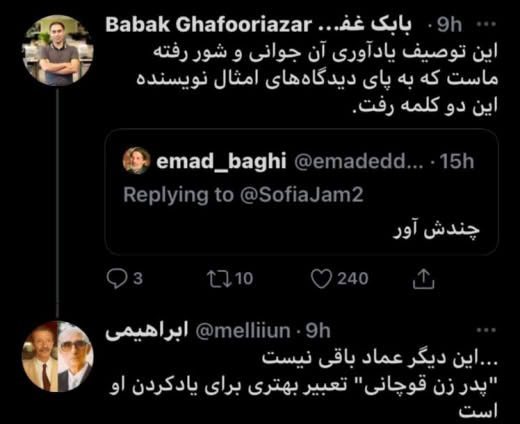 Babak Ghafooriazar بابک غف... · 9h
این توصیف یادآوری آن جوانی و شور رفته
ماست که به پای دیدگاه‌های امثال نویسنده
این دو کلمه رفت.
emad_baghi @emadedd... · 15h
Replying to @SofiaJam2
چندش آور
3 10 240
ابراهیمی @melliiun · 9h
...این دیگر عماد باقی نیست
"پدر زن قوچانی" تعبیر بهتری برای یادکردن او
است